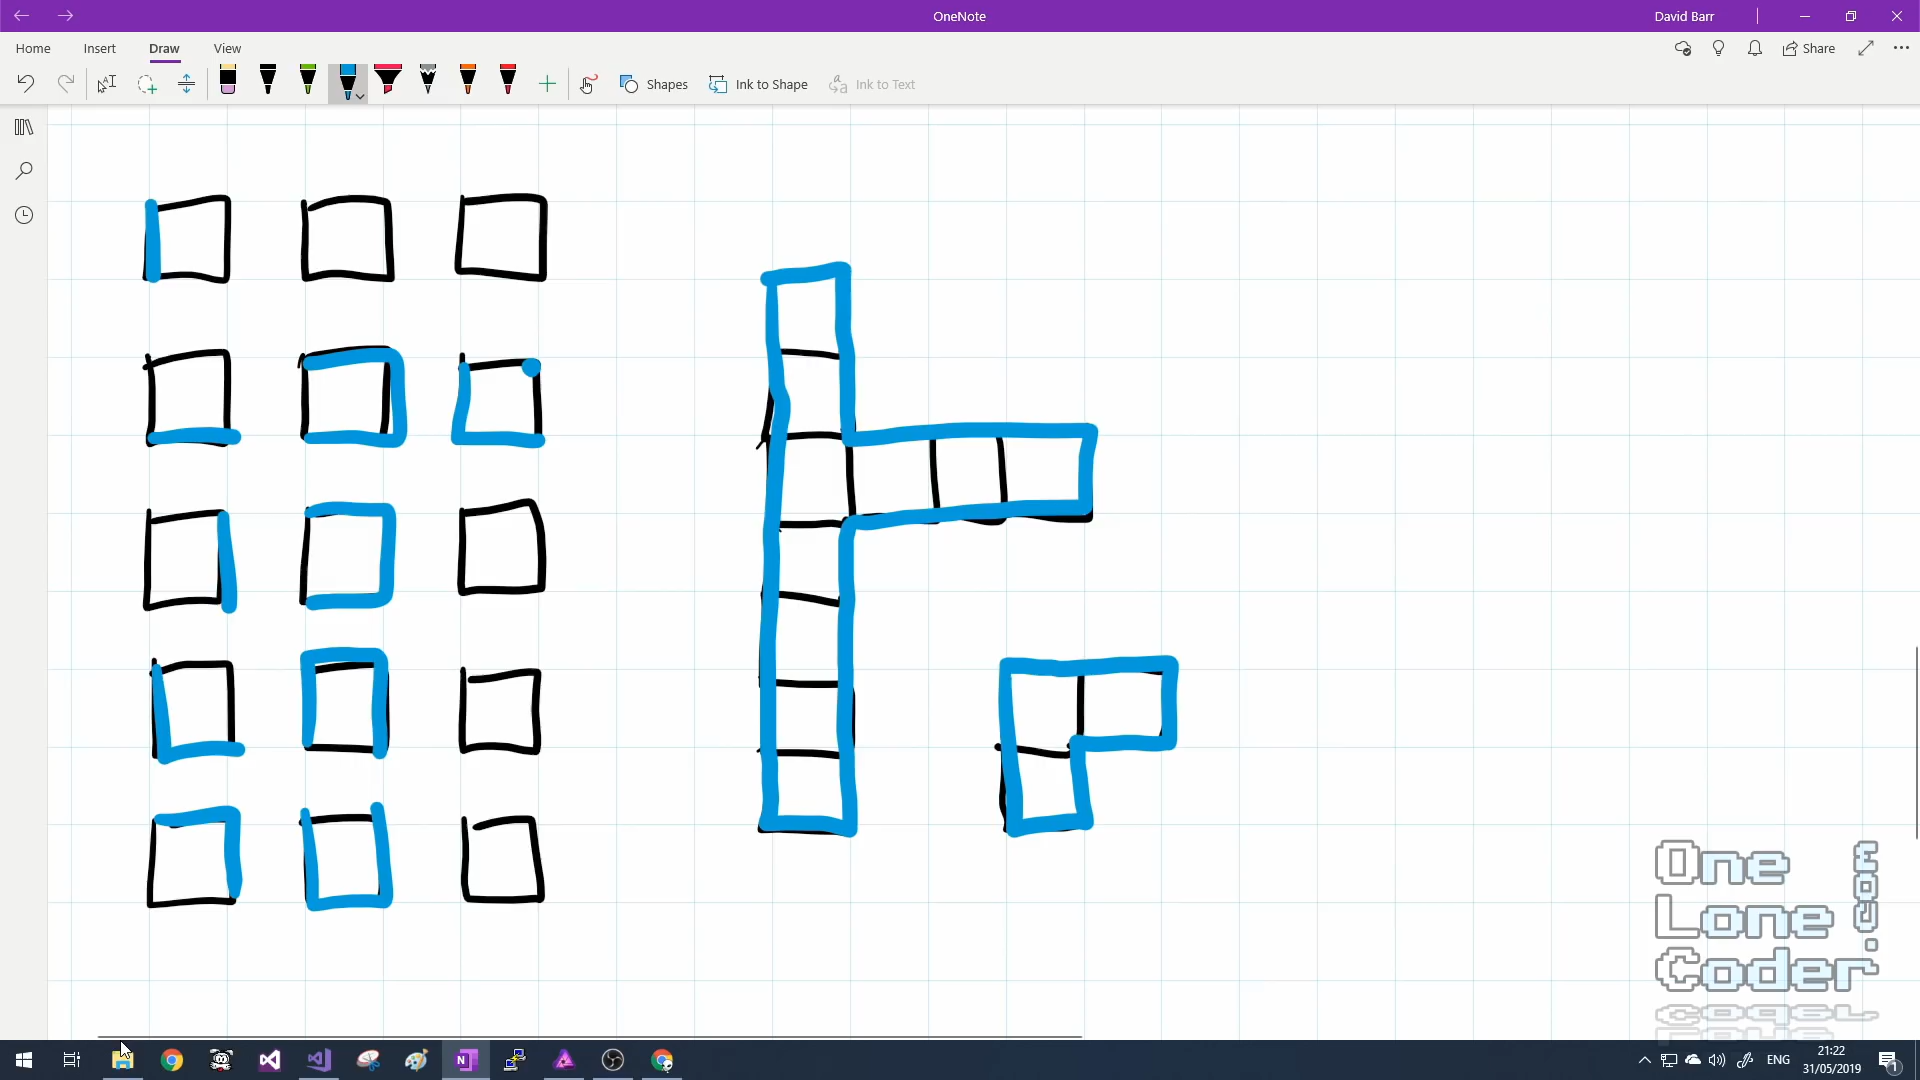 OneNote
David Barr
Home Insert Draw View
Share
Shapes Ink to Shape Ink to Text
One
Lone
Coder.com
ENG
21:22
31/05/2019
1